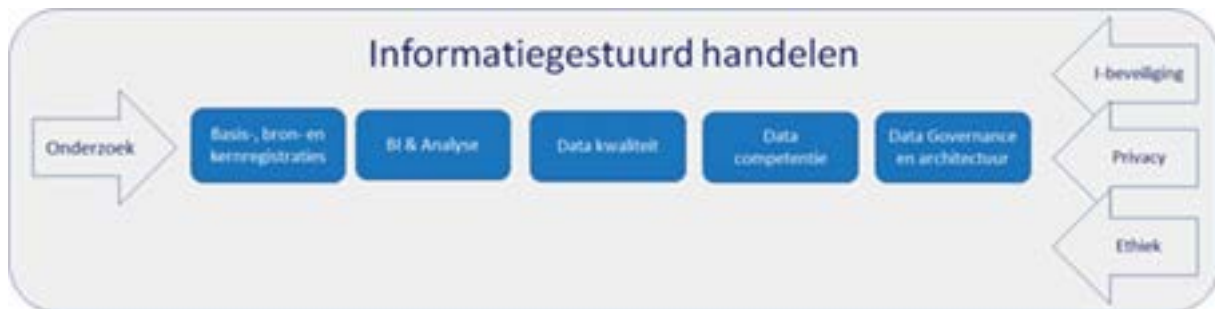 Informatiegestuurd handelen
Onderzoek
Basis-, bron- en
kernregistraties
BI & Analyse
Data kwaliteit
Data
competentie
Data Governance
en architectuur
I-beveiliging
Privacy
Ethiek